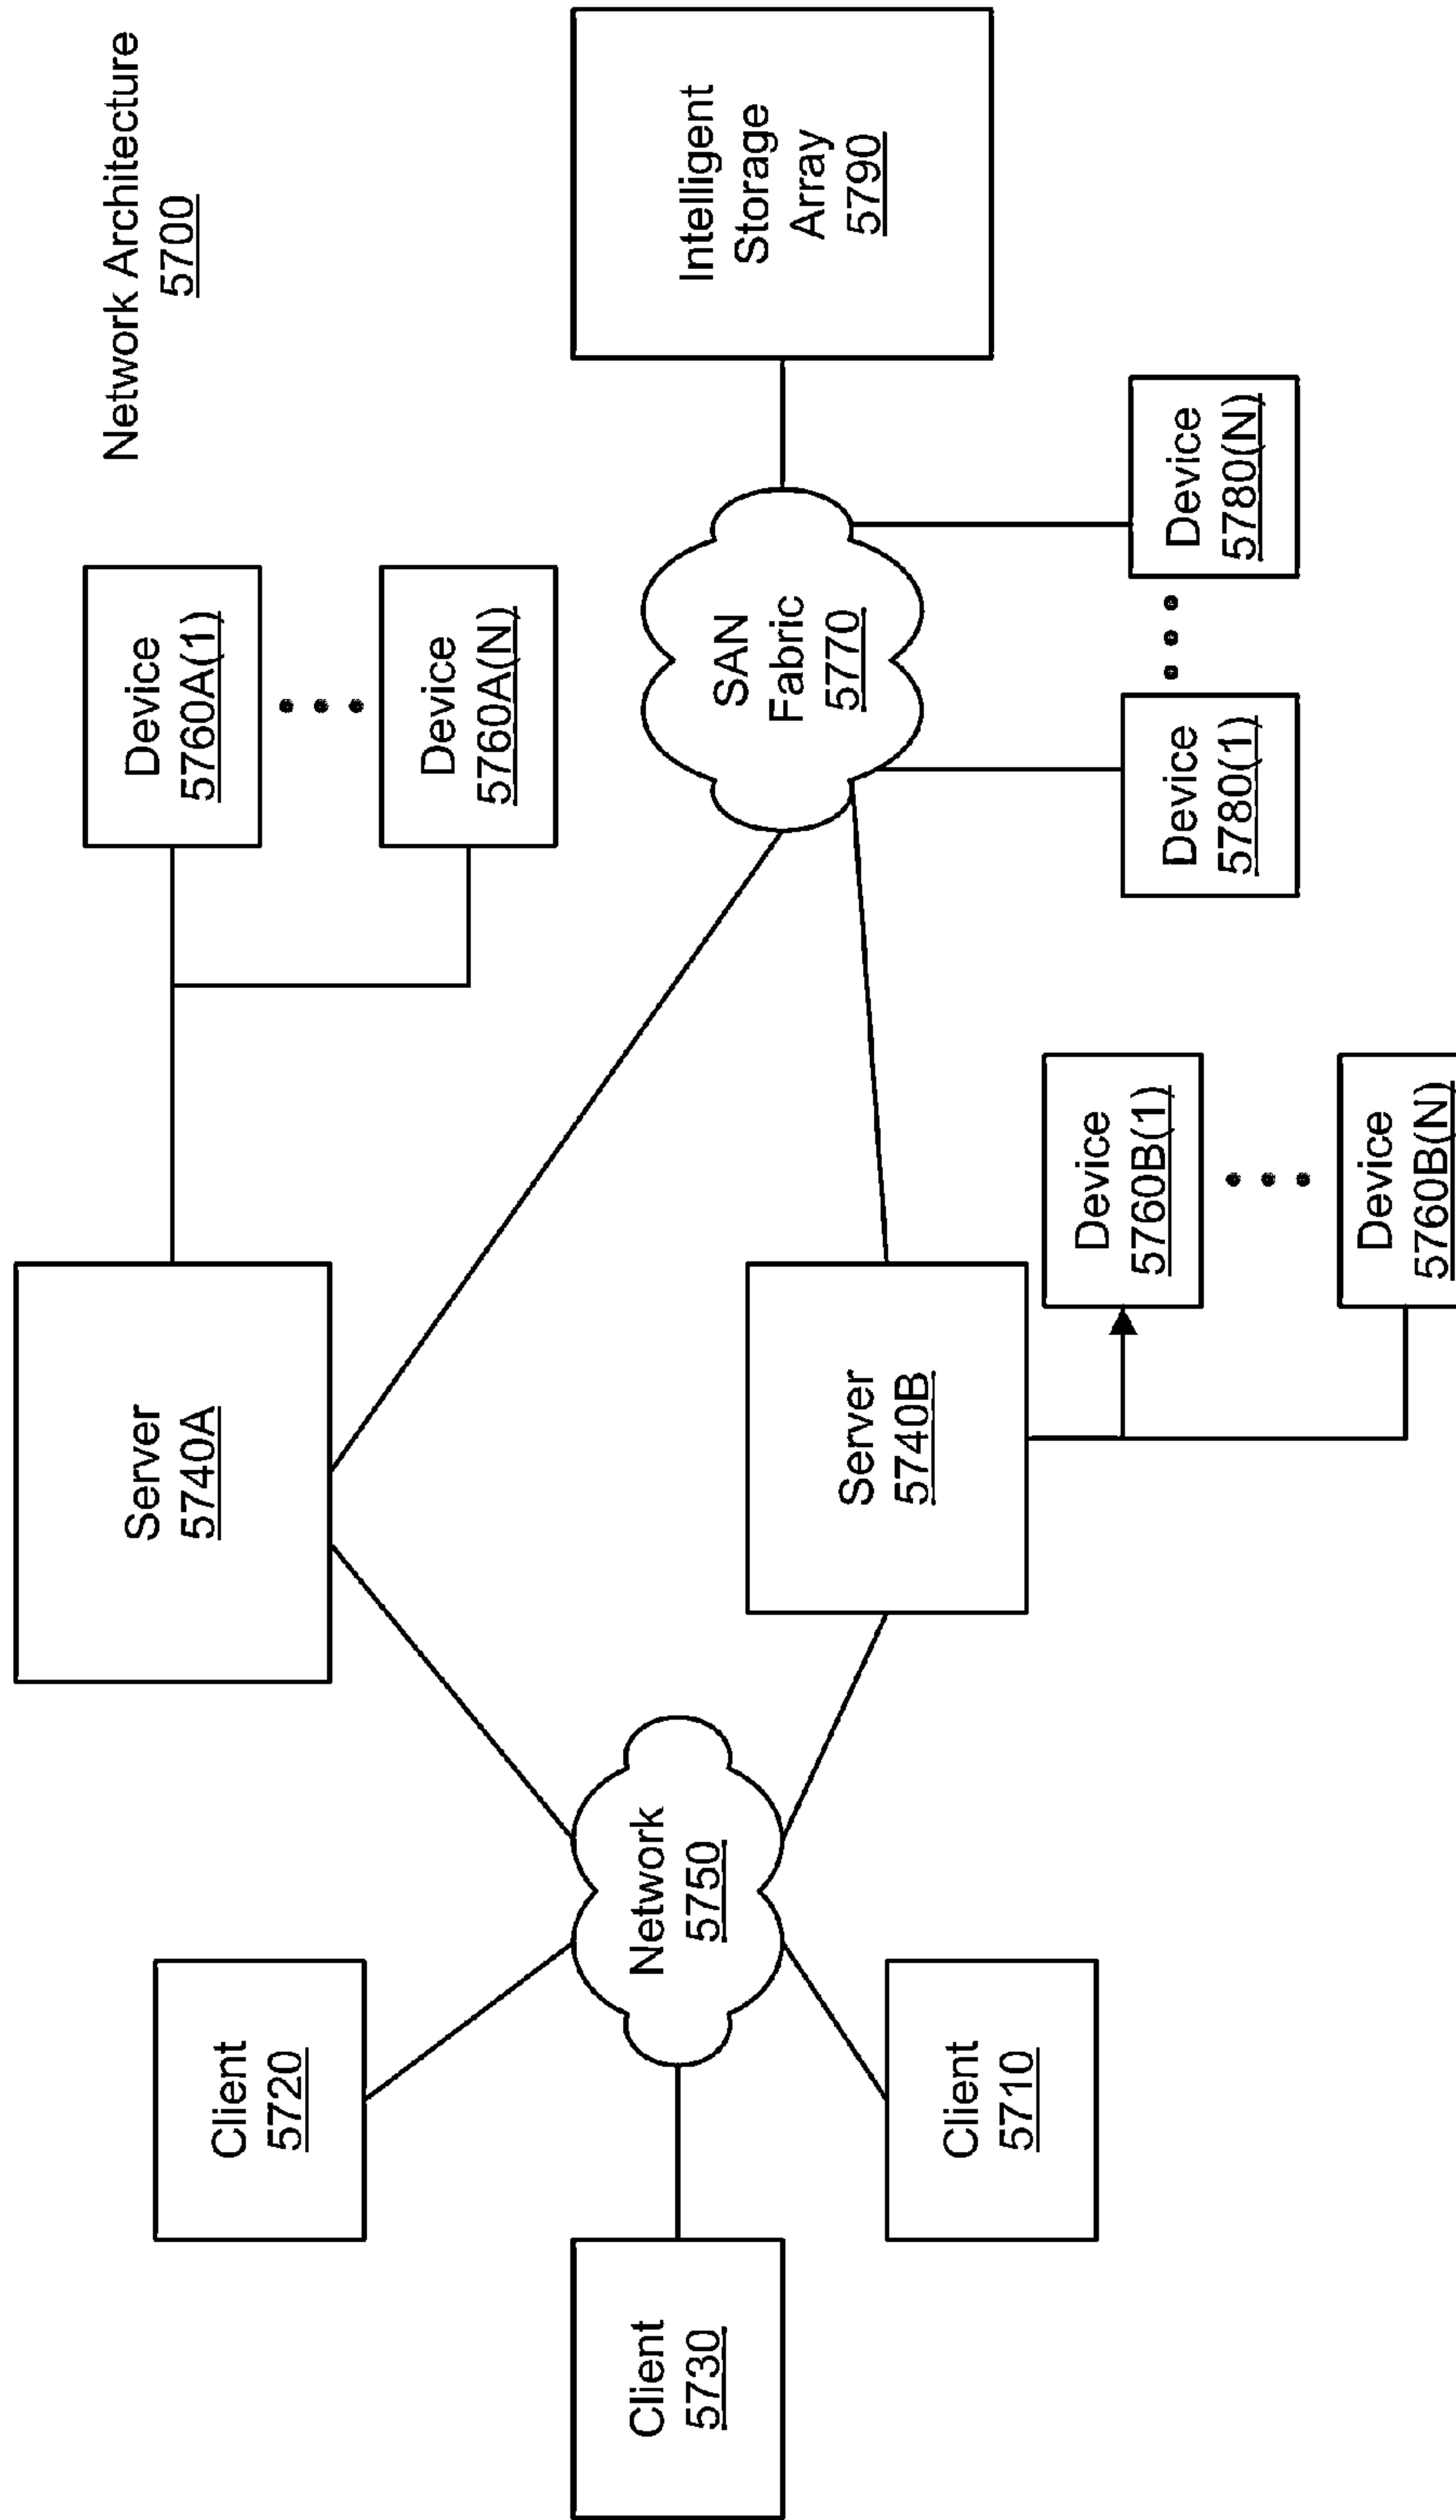 Network Architecture
5700
Client
5720
Client
5730
Client
5710
Network
5750
Server
5740A
Server
5740B
Device
5760A(1)
Device
5760A(N)
Device
5760B(1)
Device
5760B(N)
SAN
Fabric
5770
Device
5780(1)
Device
5780(N)
Intelligent
Storage
Array
5790